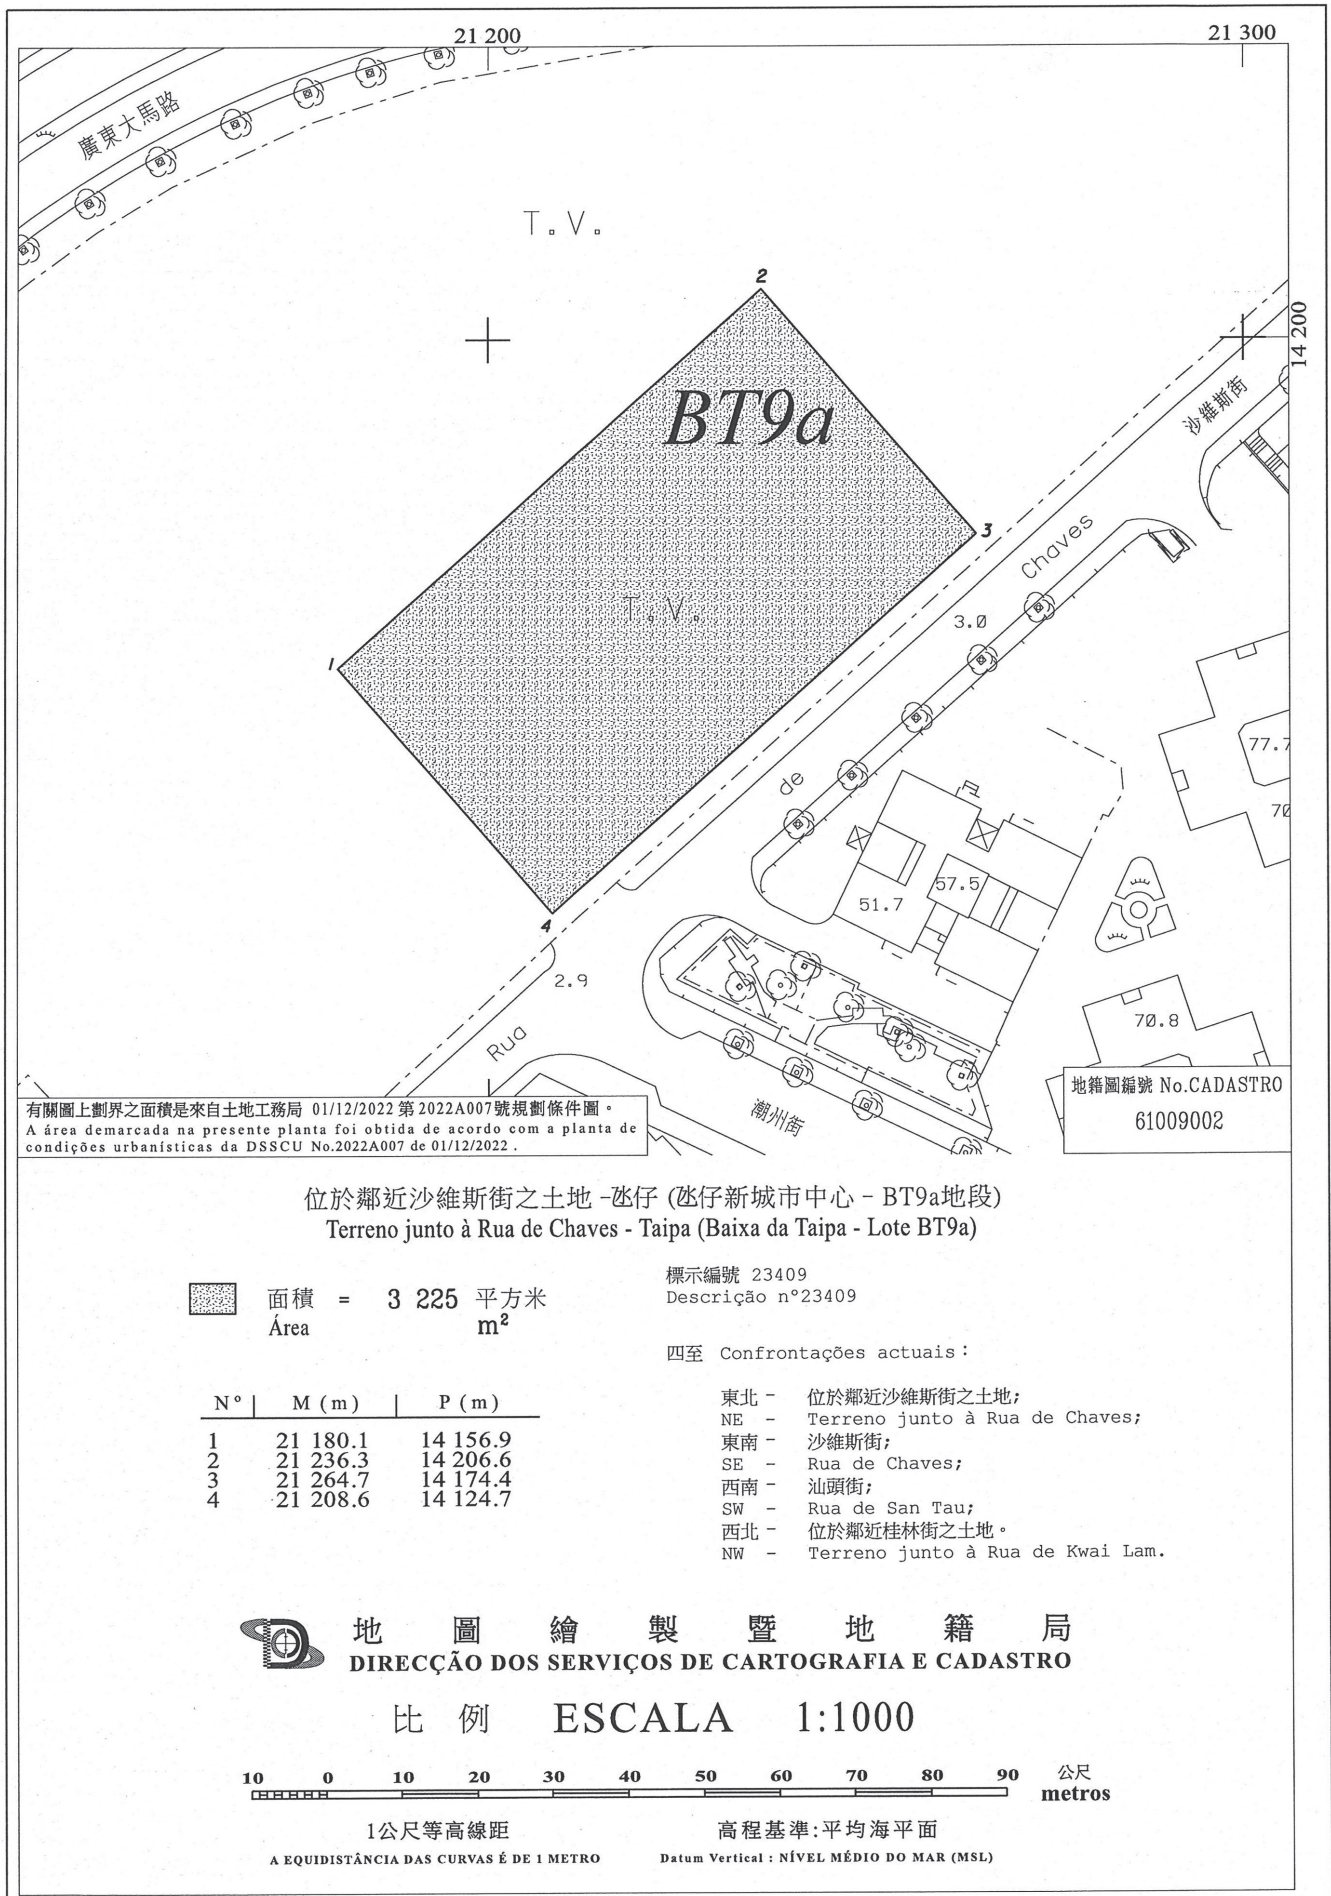 21 200
21 300
廣東大馬路
T.V.
2
14 200
BT9a
沙維斯街
3
Chaves
T.V.
3.0
1
77.7
de
70
57.5
51.7
4
2.9
Rua
70.8
潮州街
地籍圖編號 No.CADASTRO
61009002
有關圖上劃界之面積是來自土地工務局 01/12/2022 第2022A007號規劃條件圖。
A área demarcada na presente planta foi obtida de acordo com a planta de
condições urbanísticas da DSSCU No.2022A007 de 01/12/2022 .
位於鄰近沙維斯街之土地 -氹仔 (氹仔新城市中心 - BT9a地段)
Terreno junto à Rua de Chaves - Taipa (Baixa da Taipa - Lote BT9a)
面積 = 3 225 平方米
Área m²
標示編號 23409
Descrição nº23409
四至 Confrontações actuais：
東北 - 位於鄰近沙維斯街之土地;
NE - Terreno junto à Rua de Chaves;
東南 - 沙維斯街;
SE - Rua de Chaves;
西南 - 汕頭街;
SW - Rua de San Tau;
西北 - 位於鄰近桂林街之土地。
NW - Terreno junto à Rua de Kwai Lam.
Nº M (m) P (m)
1 21 180.1 14 156.9
2 21 236.3 14 206.6
3 21 264.7 14 174.4
4 21 208.6 14 124.7
地圖繪製暨地籍局
DIRECÇÃO DOS SERVIÇOS DE CARTOGRAFIA E CADASTRO
比例 ESCALA 1:1000
10 0 10 20 30 40 50 60 70 80 90 公尺
metros
1公尺等高線距
A EQUIDISTÂNCIA DAS CURVAS É DE 1 METRO
高程基準:平均海平面
Datum Vertical : NÍVEL MÉDIO DO MAR (MSL)